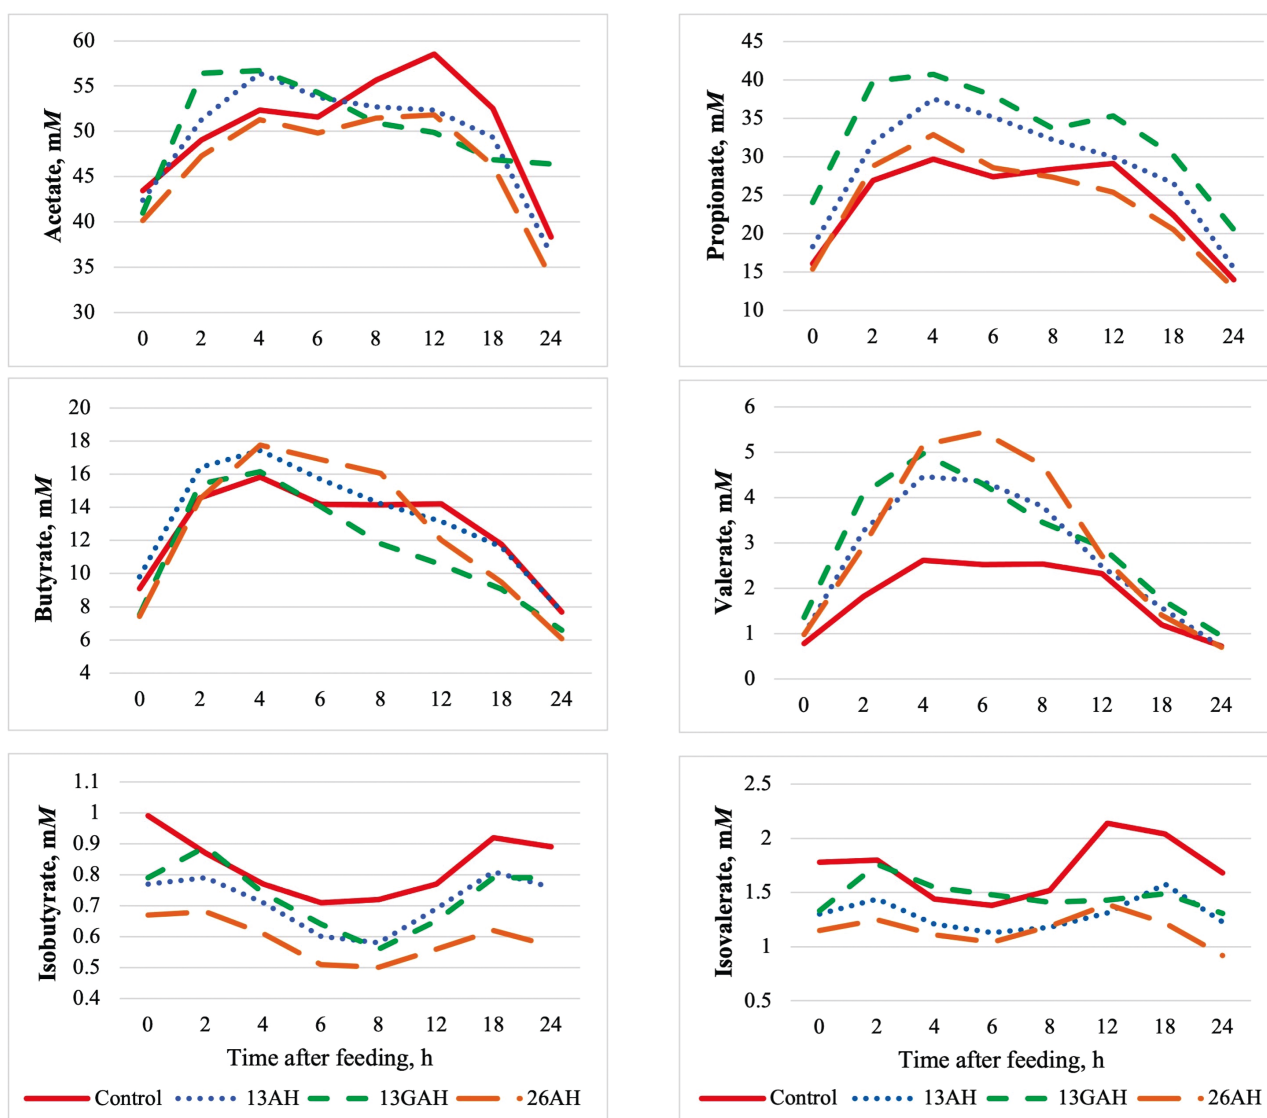 Acetate, mM
60
55
50
45
40
35
30
0 2 4 6 8 12 18 24
Propionate, mM
45
40
35
30
25
20
15
10
0 2 4 6 8 12 18 24
Butyrate, mM
20
18
16
14
12
10
8
6
4
0 2 4 6 8 12 18 24
Valerate, mM
6
5
4
3
2
1
0
0 2 4 6 8 12 18 24
Isobutyrate, mM
1.1
1
0.9
0.8
0.7
0.6
0.5
0.4
0 2 4 6 8 12 18 24
Time after feeding, h
Control 13AH 13GAH 26AH
Isovalerate, mM
2.5
2
1.5
1
0.5
0 2 4 6 8 12 18 24
Time after feeding, h
Control 13AH 13GAH 26AH